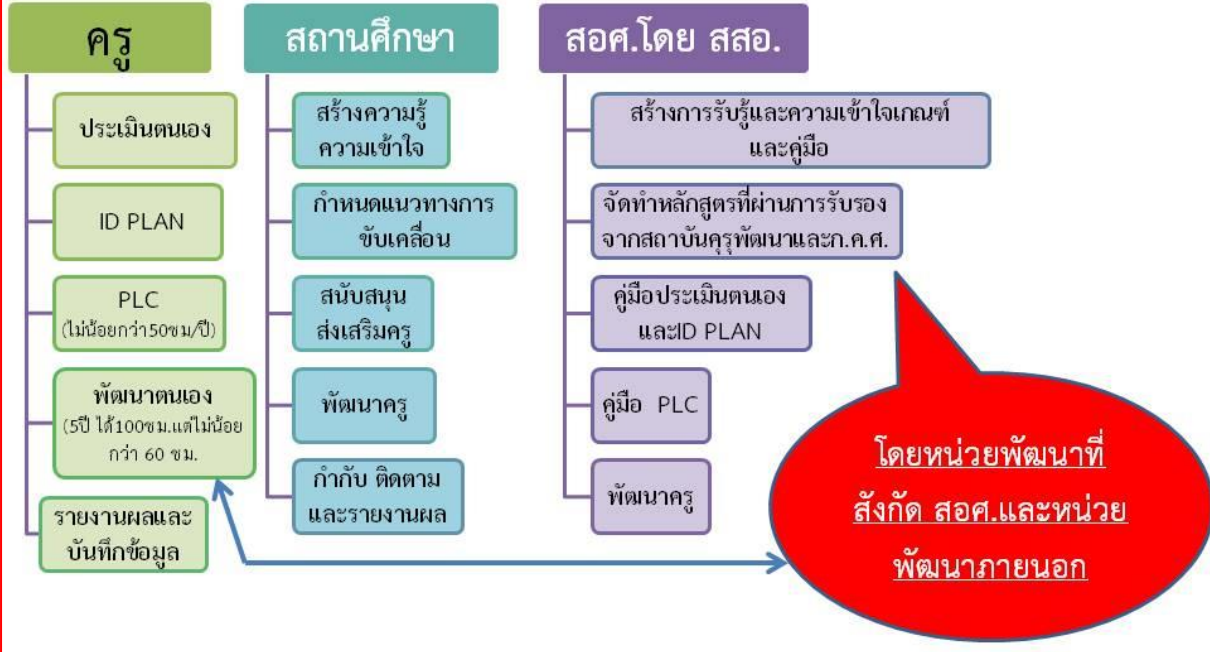 ครู
ประเมินตนเอง
ID PLAN
PLC
(ไม่น้อยกว่า50ชม/ปี)
พัฒนาตนเอง
(5ปี ได้100ชม.แต่ไม่น้อย
กว่า 60 ชม.
รายงานผลและ
บันทึกข้อมูล
สถานศึกษา
สร้างความรู้
ความเข้าใจ
กำหนดแนวทางการ
ขับเคลื่อน
สนับสนุน
ส่งเสริมครู
พัฒนาครู
กำกับ ติดตาม
และรายงานผล
สอศ.โดย สสอ.
สร้างการรับรู้และความเข้าใจเกณฑ์
และคู่มือ
จัดทำหลักสูตรที่ผ่านการรับรอง
จากสถาบันคุรุพัฒนาและก.ค.ศ.
คู่มือประเมินตนเอง
และID PLAN
คู่มือ PLC
พัฒนาครู
โดยหน่วยพัฒนาที่
สังกัด สอศ.และหน่วย
พัฒนาภายนอก